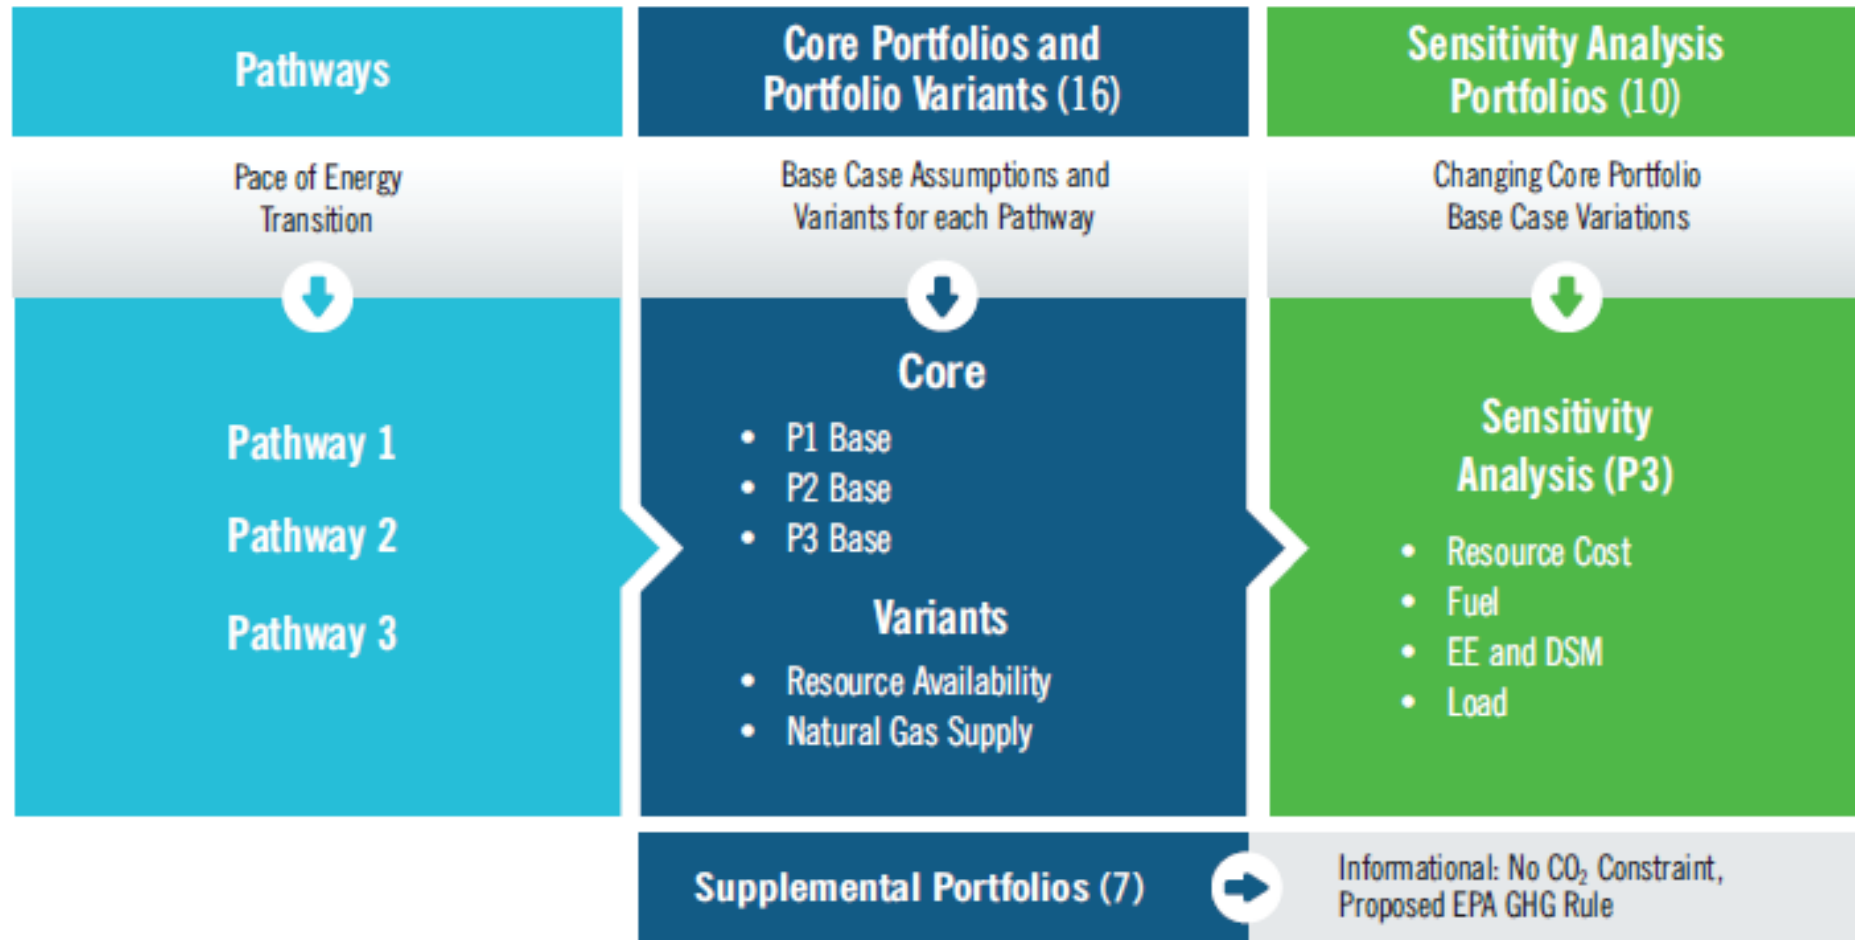 Pathways
Pace of Energy
Transition
Pathway 1
Pathway 2
Pathway 3
Core Portfolios and
Portfolio Variants (16)
Base Case Assumptions and
Variants for each Pathway
Core
• P1 Base
• P2 Base
• P3 Base
Variants
• Resource Availability
• Natural Gas Supply
Sensitivity Analysis
Portfolios (10)
Changing Core Portfolio
Base Case Variations
Sensitivity
Analysis (P3)
• Resource Cost
• Fuel
• EE and DSM
• Load
Supplemental Portfolios (7)
Informational: No CO₂ Constraint,
Proposed EPA GHG Rule